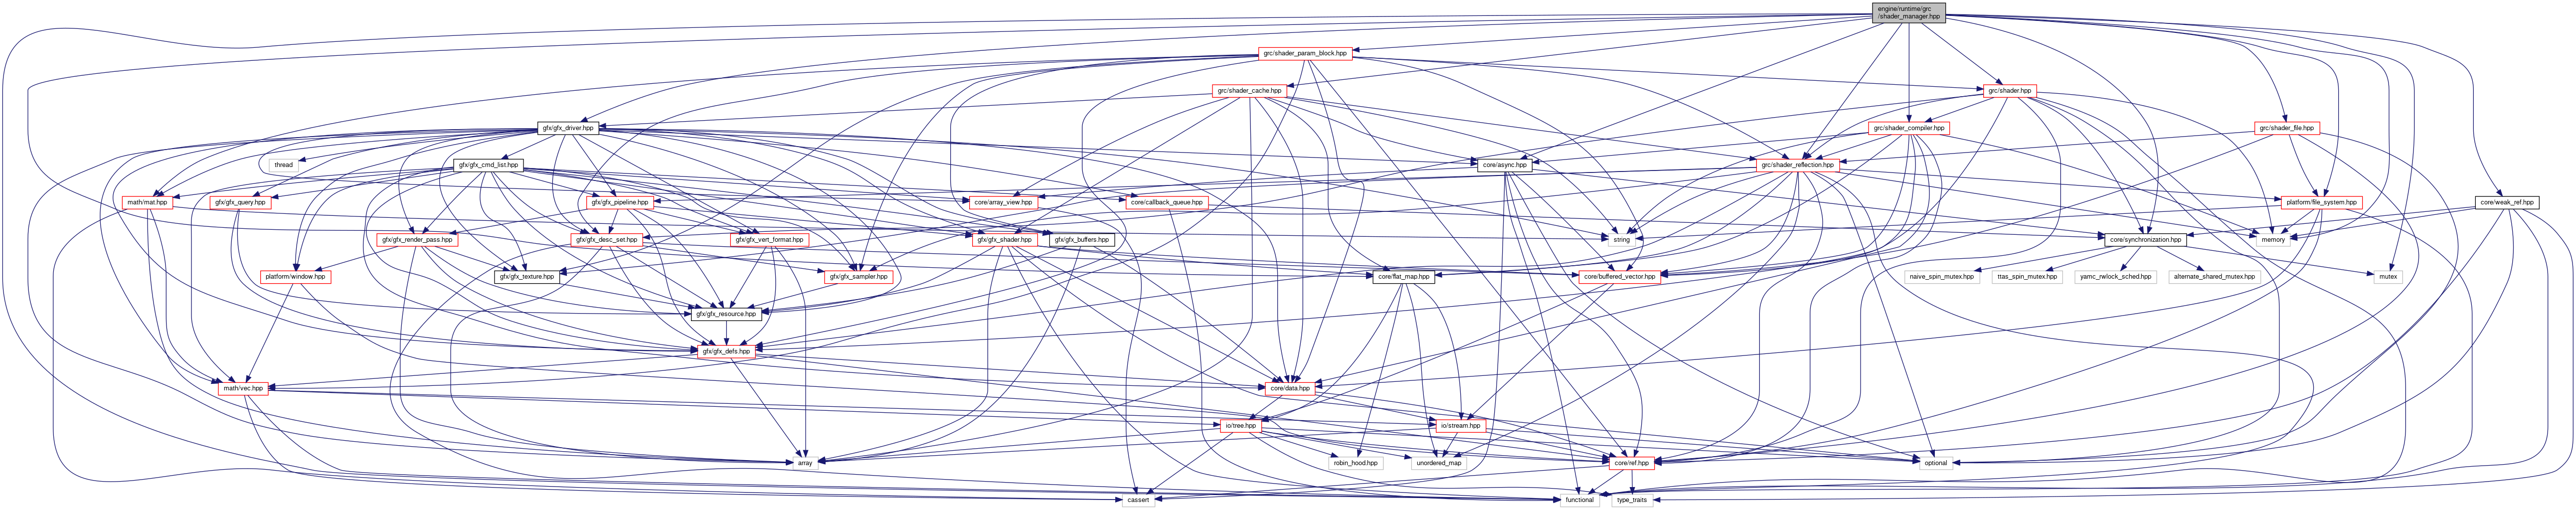 engine/runtime/grc
/shader_manager.hpp
grc/shader_param_block.hpp
grc/shader_cache.hpp
grc/shader.hpp
gfx/gfx_driver.hpp
grc/shader_compiler.hpp
grc/shader_file.hpp
thread
gfx/gfx_cmd_list.hpp
core/async.hpp
grc/shader_reflection.hpp
math/mat.hpp
gfx/gfx_query.hpp
gfx/gfx_pipeline.hpp
core/array_view.hpp
core/callback_queue.hpp
platform/file_system.hpp
core/weak_ref.hpp
gfx/gfx_render_pass.hpp
gfx/gfx_desc_set.hpp
gfx/gfx_vert_format.hpp
gfx/gfx_shader.hpp
gfx/gfx_buffers.hpp
string
core/synchronization.hpp
memory
platform/window.hpp
gfx/gfx_texture.hpp
gfx/gfx_sampler.hpp
core/flat_map.hpp
core/buffered_vector.hpp
naive_spin_mutex.hpp
ttas_spin_mutex.hpp
yamc_rwlock_sched.hpp
alternate_shared_mutex.hpp
mutex
gfx/gfx_resource.hpp
gfx/gfx_defs.hpp
math/vec.hpp
core/data.hpp
io/tree.hpp
io/stream.hpp
array
robin_hood.hpp
unordered_map
core/ref.hpp
optional
cassert
functional
type_traits